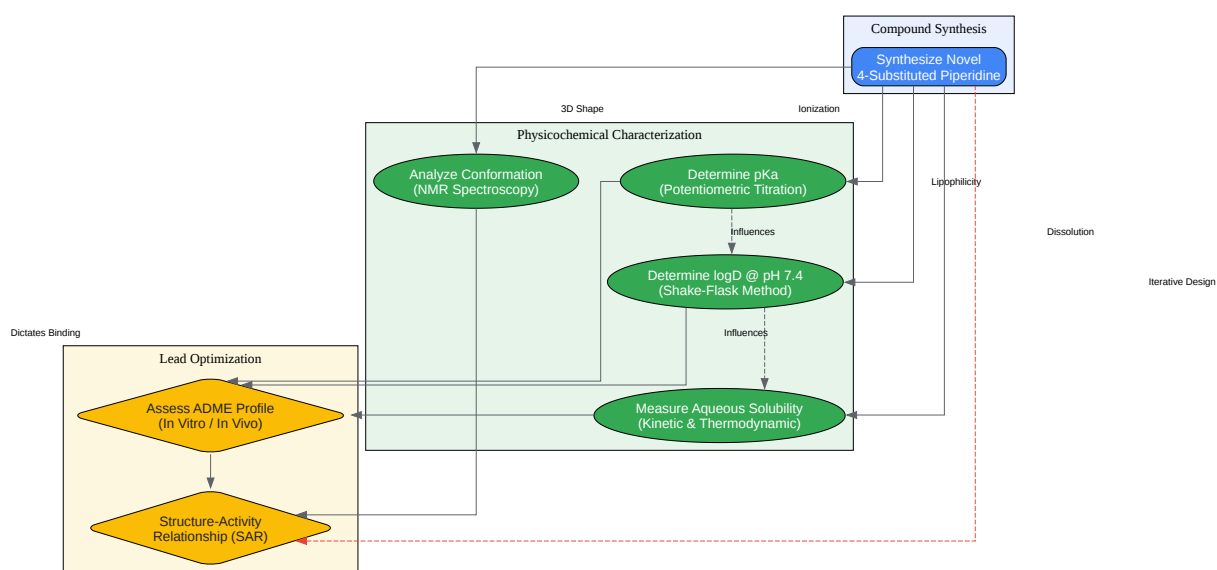 Compound Synthesis
Synthesize Novel
4-Substituted Piperidine
3D Shape
Ionization
Physicochemical Characterization
Analyze Conformation
(NMR Spectroscopy)
Determine pKa
(Potentiometric Titration)
Lipophilicity
Influences
Dissolution
Determine logD @ pH 7.4
(Shake-Flask Method)
Iterative Design
Dictates Binding
Influences
Lead Optimization
Assess ADME Profile
(In Vitro / In Vivo)
Measure Aqueous Solubility
(Kinetic & Thermodynamic)
Structure-Activity
Relationship (SAR)